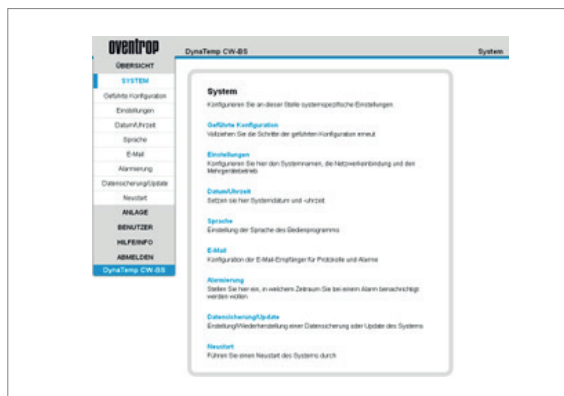 oventrop
DynaTemp CW-BS
System
ÜBERSICHT
SYSTEM
Geführte Konfiguration
Einstellungen
Datum/Uhrzeit
Sprache
E-Mail
Alarmierung
Datensicherung/Update
Neustart
ANLAGE
BENUTZER
HILFE/INFO
ABMELDEN
DynaTemp CW-BS
System
Konfigurieren Sie an dieser Stelle systemspezifische Einstellungen
Geführte Konfiguration
Vollziehen Sie die Schritte der geführten Konfiguration erneut
Einstellungen
Konfigurieren Sie hier den Systemnamen, die Netzwerkeinbindung und den
Mehrgerätebetrieb
Datum/Uhrzeit
Setzen sie hier Systemdatum und -uhrzeit
Sprache
Einstellung der Sprache des Bedienprogramms
E-Mail
Konfiguration der E-Mail-Empfänger für Protokolle und Alarme
Alarmierung
Stellen Sie hier ein, in welchem Zeitraum Sie bei einem Alarm benachrichtigt
werden wollen
Datensicherung/Update
Erstellung/Wiederherstellung einer Datensicherung oder Update des Systems
Neustart
Führen Sie einen Neustart des Systems durch